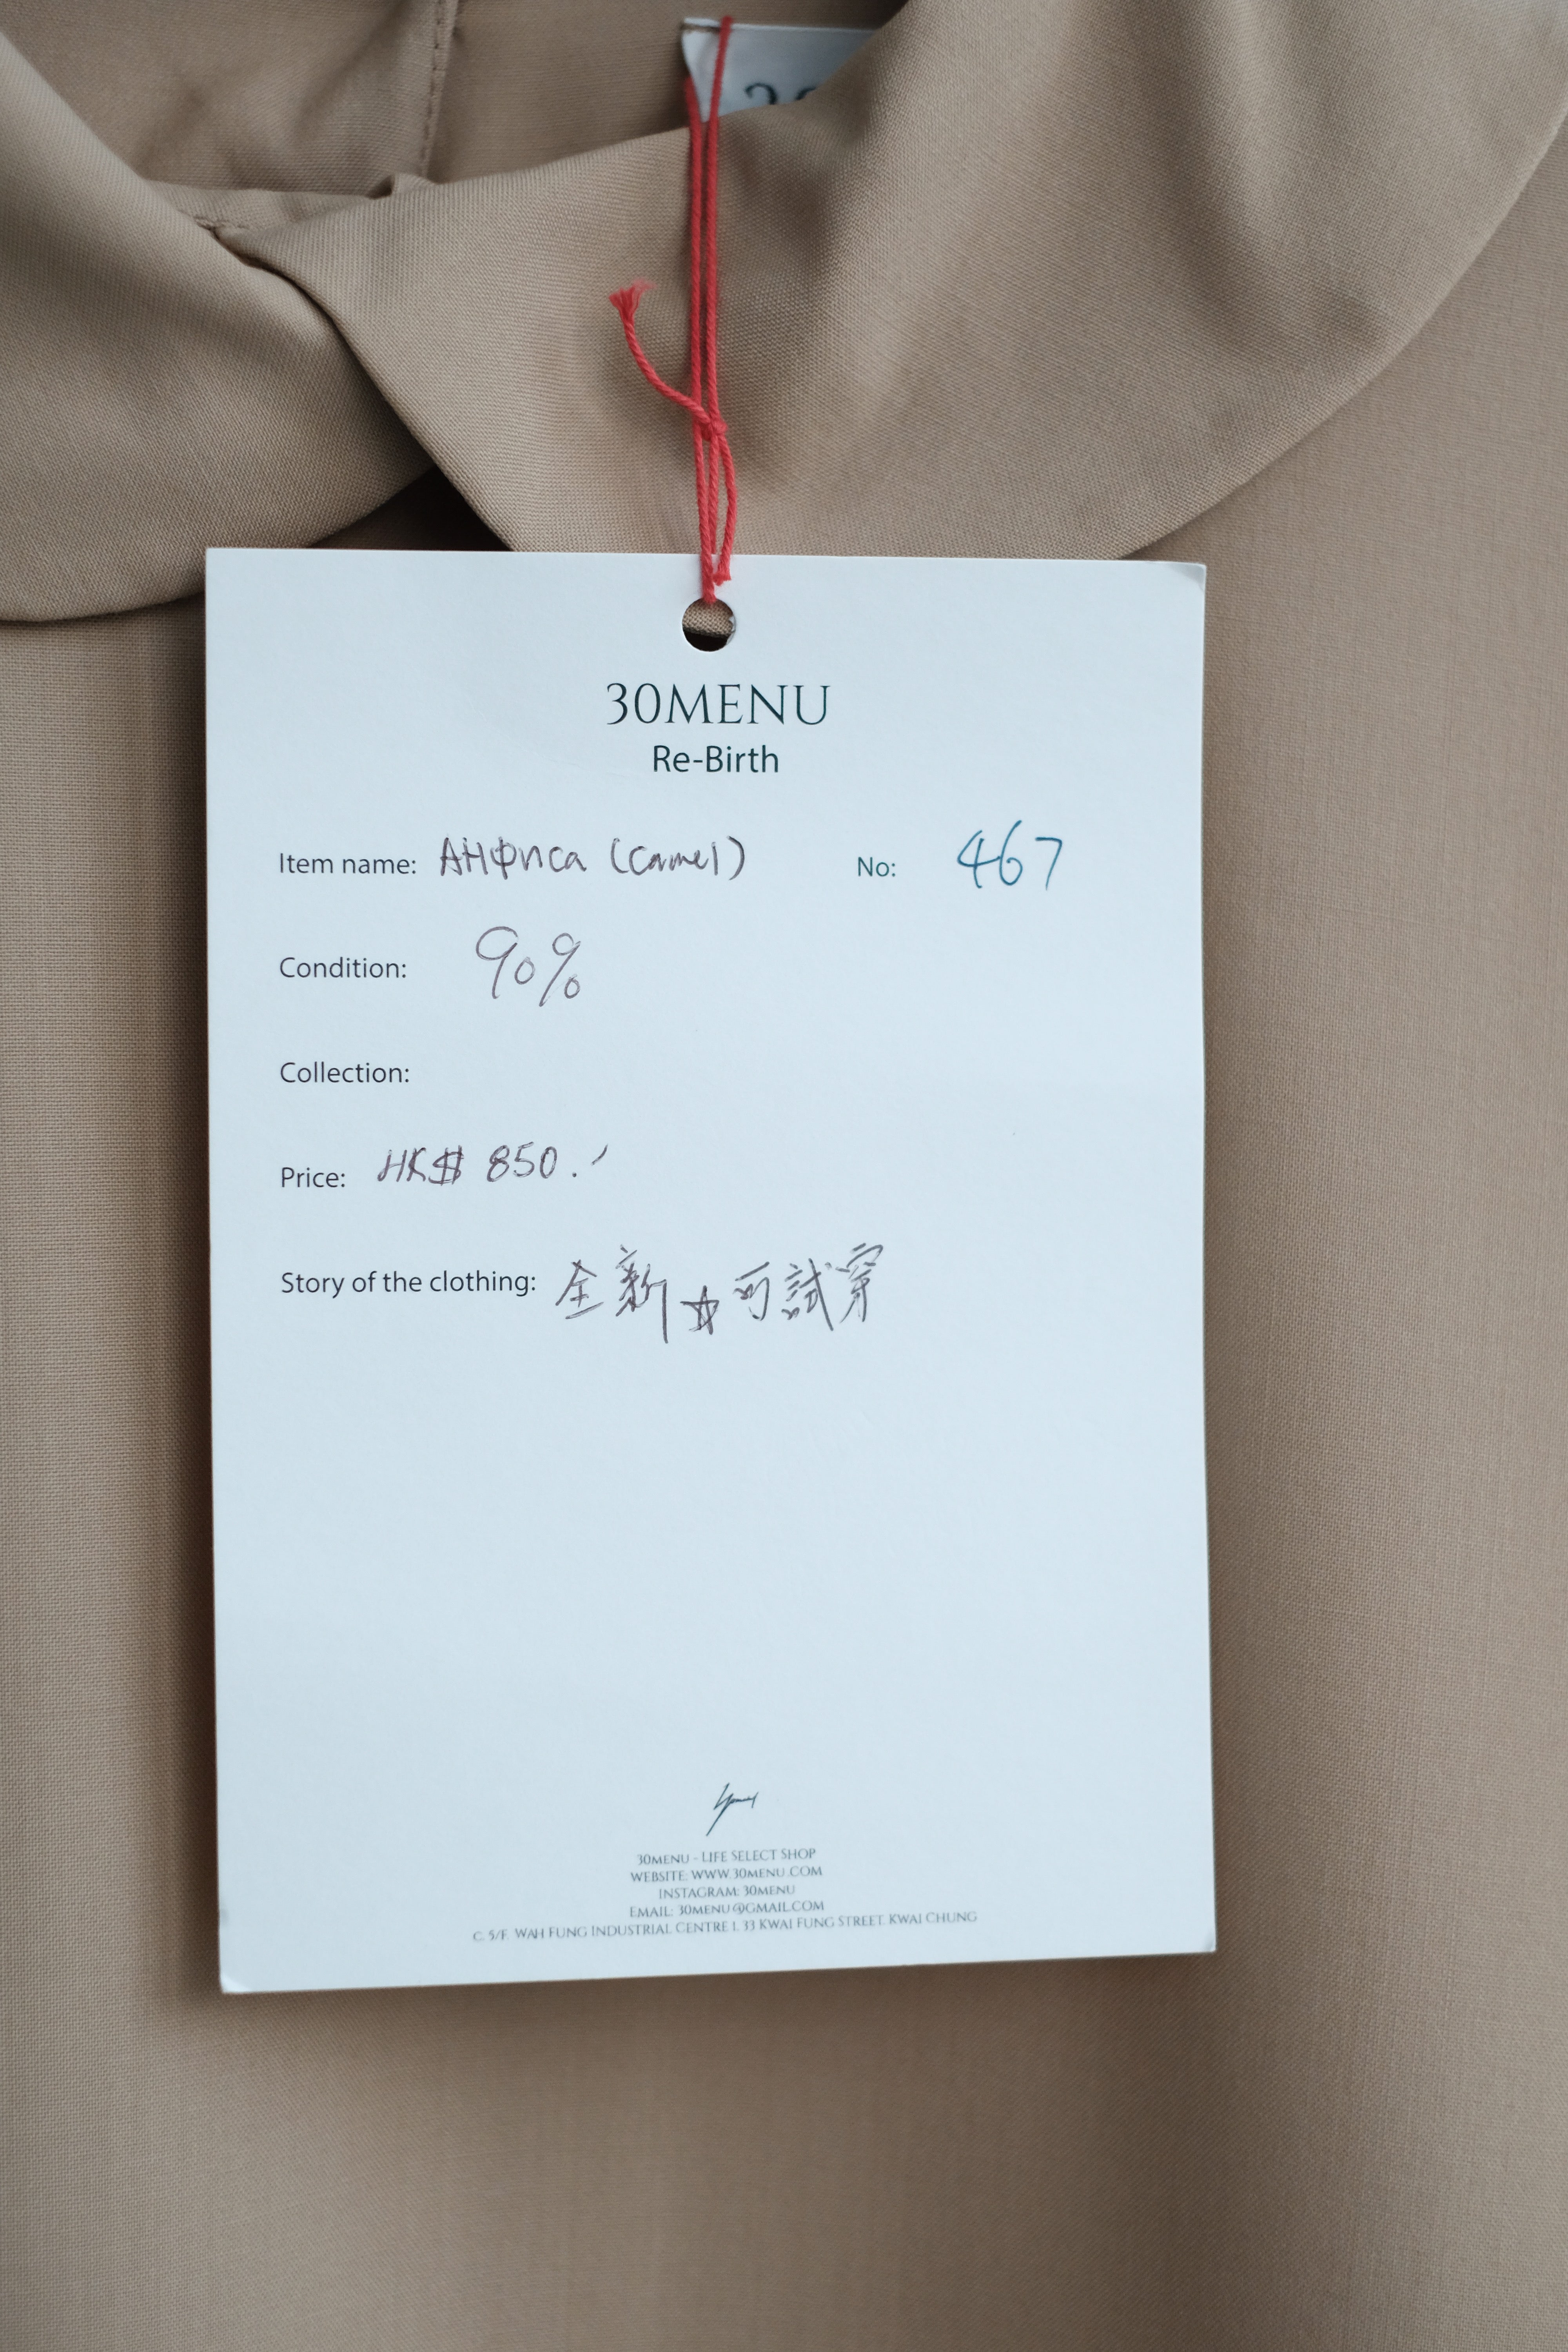 30MENU
Re-Birth
Item name: Анфиса (Camel) No: 467
Condition: 90%
Collection:
Price: HK$ 850.-
Story of the clothing: 全新☆可試穿
30MENU - LIFE SELECT SHOP
WEBSITE: WWW.30MENU.COM
INSTAGRAM: 30MENU
EMAIL: 30MENU@GMAIL.COM
C, 5/F, WAH FUNG INDUSTRIAL CENTRE 1, 33 KWAI FUNG STREET, KWAI CHUNG